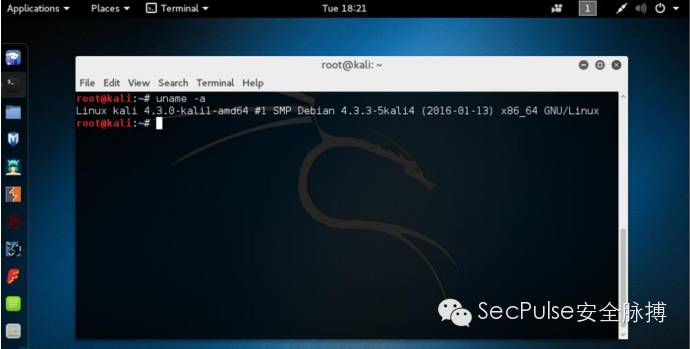 Applications Places Terminal Tue 18:21 1
root@kali: ~
File Edit View Search Terminal Help
root@kali:~# uname -a
Linux kali 4.3.0-kali1-amd64 #1 SMP Debian 4.3.3-5kali4 (2016-01-13) x86_64 GNU/Linux
root@kali:~#
SecPulse安全脉搏